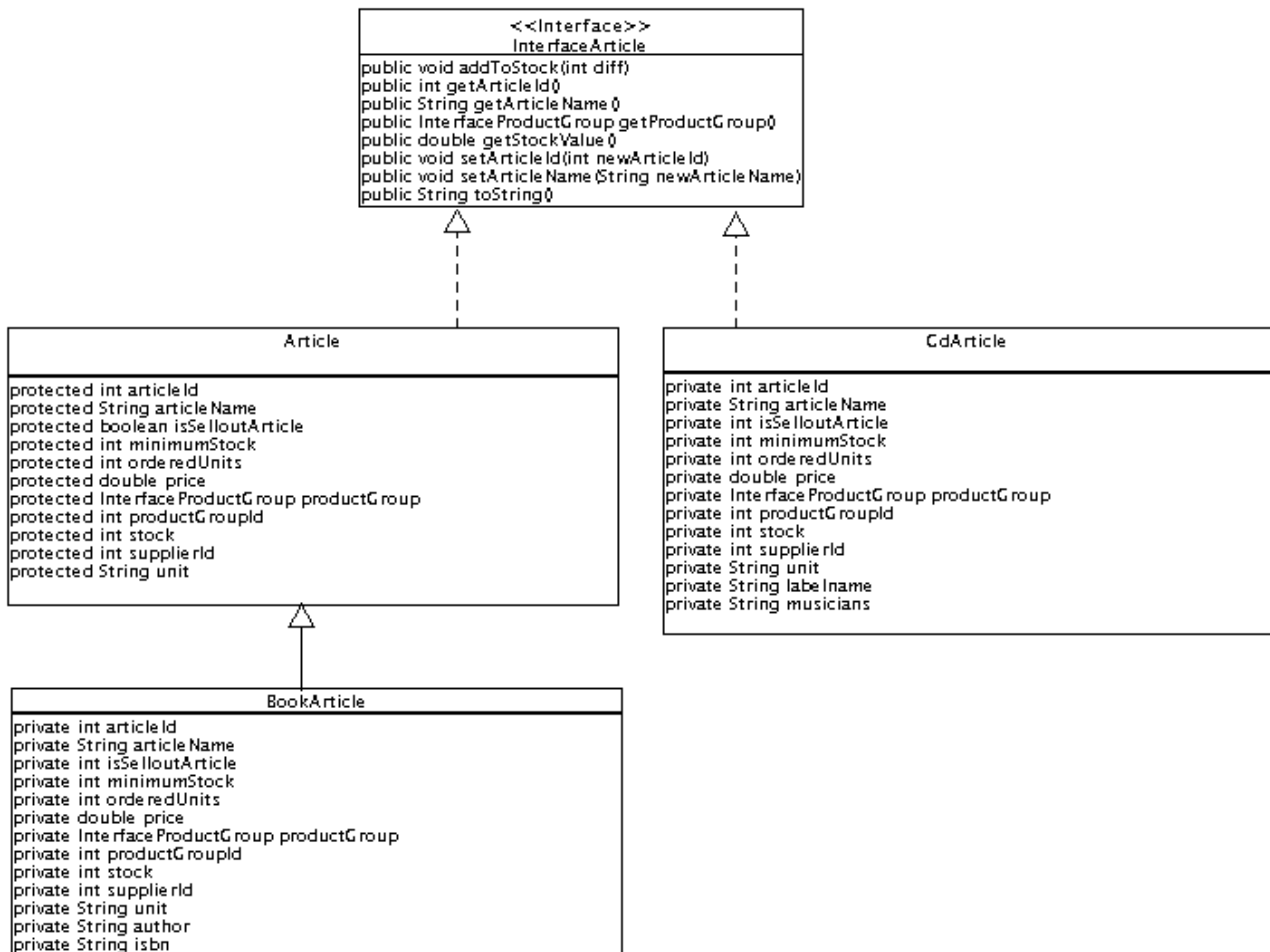 <<Interface>>
InterfaceArticle
public void addToStock(int diff)
public int getArticleId()
public String getArticleName()
public InterfaceProductGroup getProductGroup()
public double getStockValue()
public void setArticleId(int newArticleId)
public void setArticleName(String newArticleName)
public String toString()
Article
protected int articleId
protected String articleName
protected boolean isSelloutArticle
protected int minimumStock
protected int orderedUnits
protected double price
protected InterfaceProductGroup productGroup
protected int productGroupId
protected int stock
protected int supplierId
protected String unit
CdArticle
private int articleId
private String articleName
private int isSelloutArticle
private int minimumStock
private int orderedUnits
private double price
private InterfaceProductGroup productGroup
private int productGroupId
private int stock
private int supplierId
private String unit
private String labelname
private String musicians
BookArticle
private int articleId
private String articleName
private int isSelloutArticle
private int minimumStock
private int orderedUnits
private double price
private InterfaceProductGroup productGroup
private int productGroupId
private int stock
private int supplierId
private String unit
private String author
private String isbn